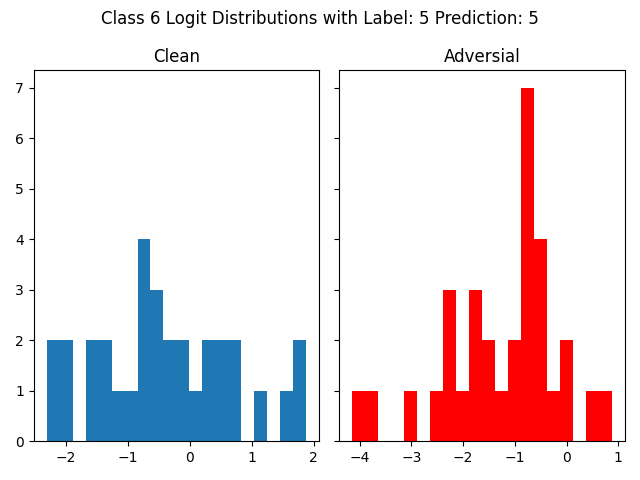 Class 6 Logit Distributions with Label: 5 Prediction: 5
Clean
Adversial
7
6
5
4
3
2
1
0
−2 −1 0 1 2
−4 −3 −2 −1 0 1